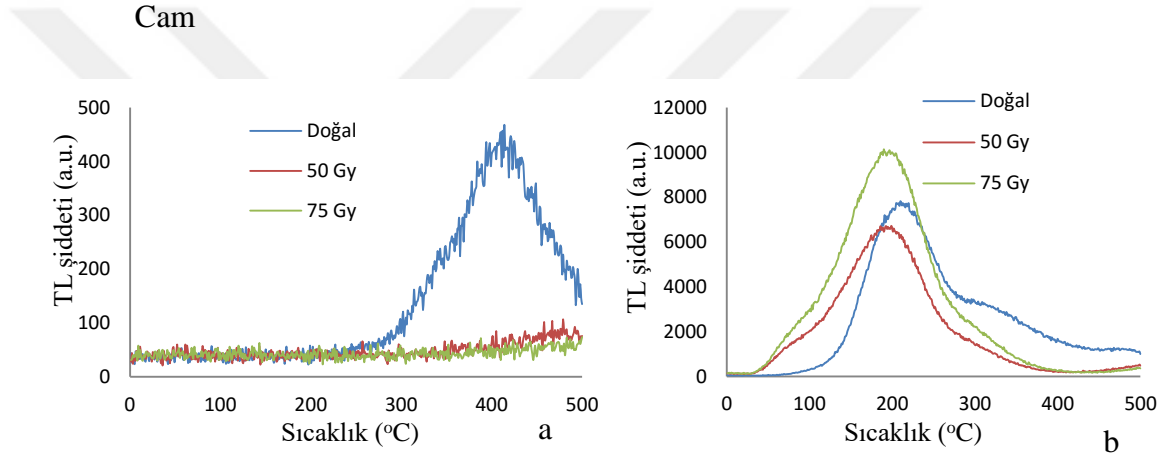 Cam
TL şiddeti (a.u.)
500
400
300
200
100
0
Doğal
50 Gy
75 Gy
0 100 200 300 400 500
Sıcaklık (°C)
a
TL şiddeti (a.u.)
12000
10000
8000
6000
4000
2000
0
Doğal
50 Gy
75 Gy
0 100 200 300 400 500
Sıcaklık (°C)
b